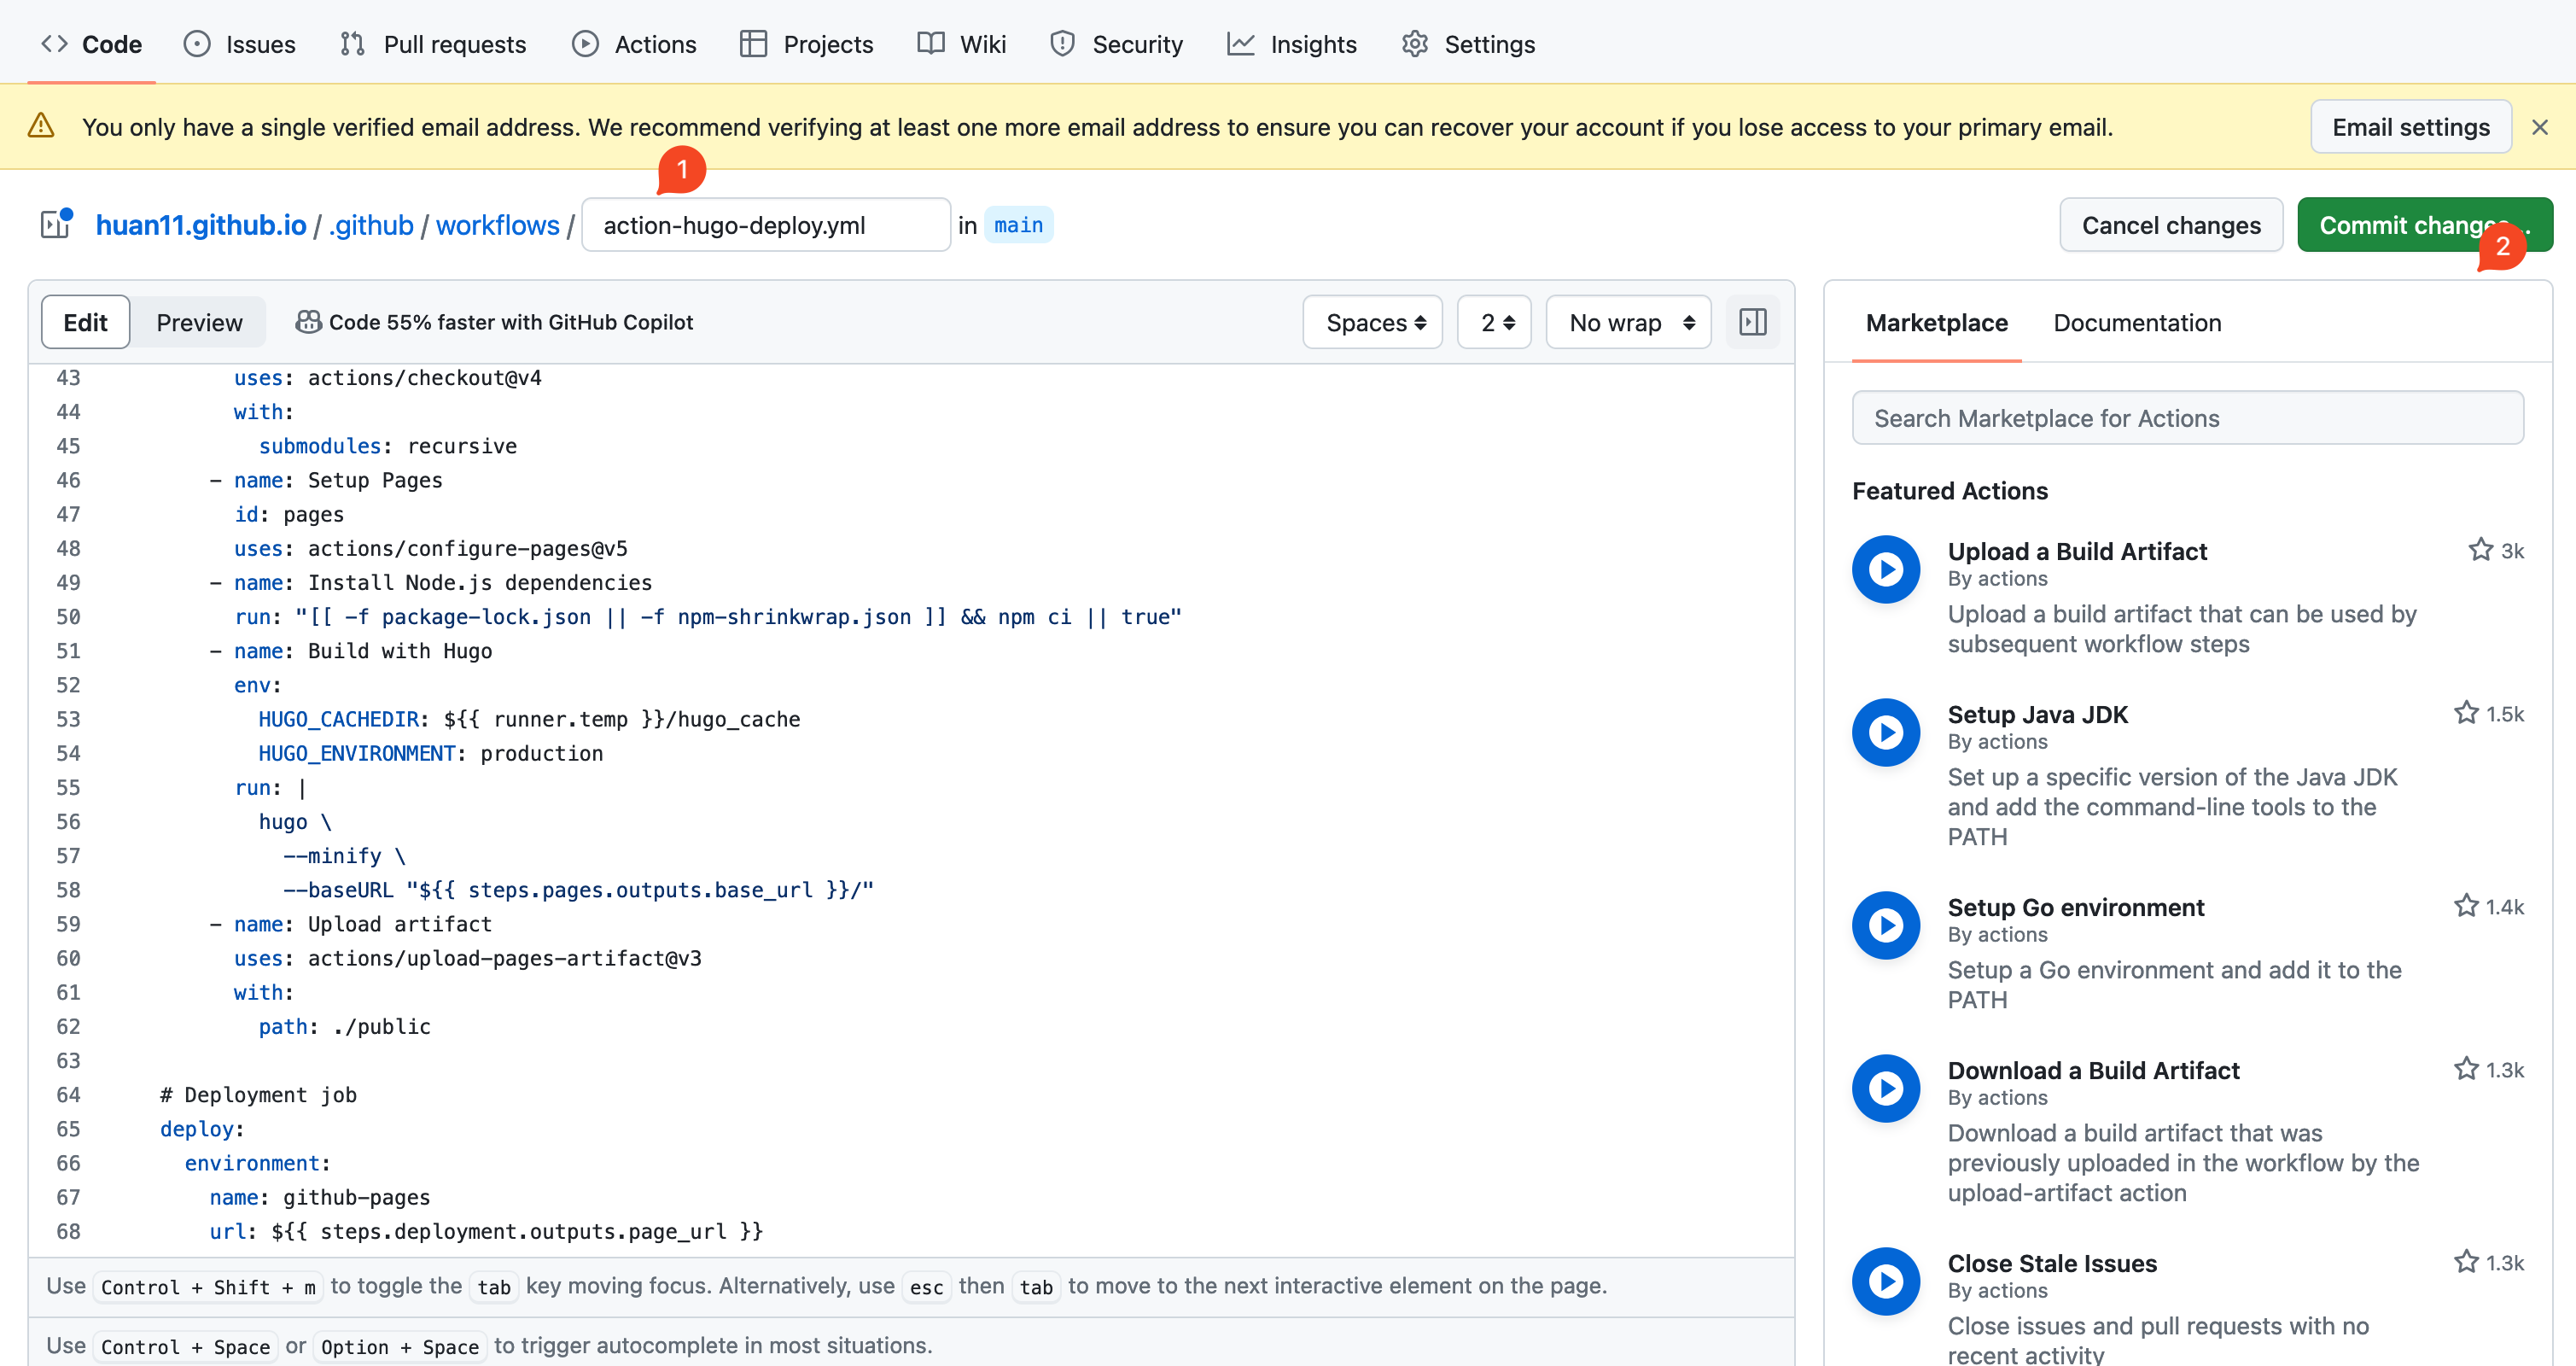 Code Issues Pull requests Actions Projects Wiki Security Insights Settings
You only have a single verified email address. We recommend verifying at least one more email address to ensure you can recover your account if you lose access to your primary email. Email settings
1
huan11.github.io / .github / workflows / action-hugo-deploy.yml in main Cancel changes Commit changes...
2
Edit Preview Code 55% faster with GitHub Copilot Spaces 2 No wrap
43 uses: actions/checkout@v4
44 with:
45 submodules: recursive
46 - name: Setup Pages
47 id: pages
48 uses: actions/configure-pages@v5
49 - name: Install Node.js dependencies
50 run: "[[ -f package-lock.json || -f npm-shrinkwrap.json ]] && npm ci || true"
51 - name: Build with Hugo
52 env:
53 HUGO_CACHEDIR: ${{ runner.temp }}/hugo_cache
54 HUGO_ENVIRONMENT: production
55 run: |
56 hugo \
57 --minify \
58 --baseURL "${{ steps.pages.outputs.base_url }}/"
59 - name: Upload artifact
60 uses: actions/upload-pages-artifact@v3
61 with:
62 path: ./public
63
64 # Deployment job
65 deploy:
66 environment:
67 name: github-pages
68 url: ${{ steps.deployment.outputs.page_url }}
Use Control + Shift + m to toggle the tab key moving focus. Alternatively, use esc then tab to move to the next interactive element on the page.
Use Control + Space or Option + Space to trigger autocomplete in most situations.
Marketplace Documentation
Search Marketplace for Actions
Featured Actions
Upload a Build Artifact 3k
By actions
Upload a build artifact that can be used by
subsequent workflow steps
Setup Java JDK 1.5k
By actions
Set up a specific version of the Java JDK
and add the command-line tools to the
PATH
Setup Go environment 1.4k
By actions
Setup a Go environment and add it to the
PATH
Download a Build Artifact 1.3k
By actions
Download a build artifact that was
previously uploaded in the workflow by the
upload-artifact action
Close Stale Issues 1.3k
By actions
Close issues and pull requests with no
recent activity